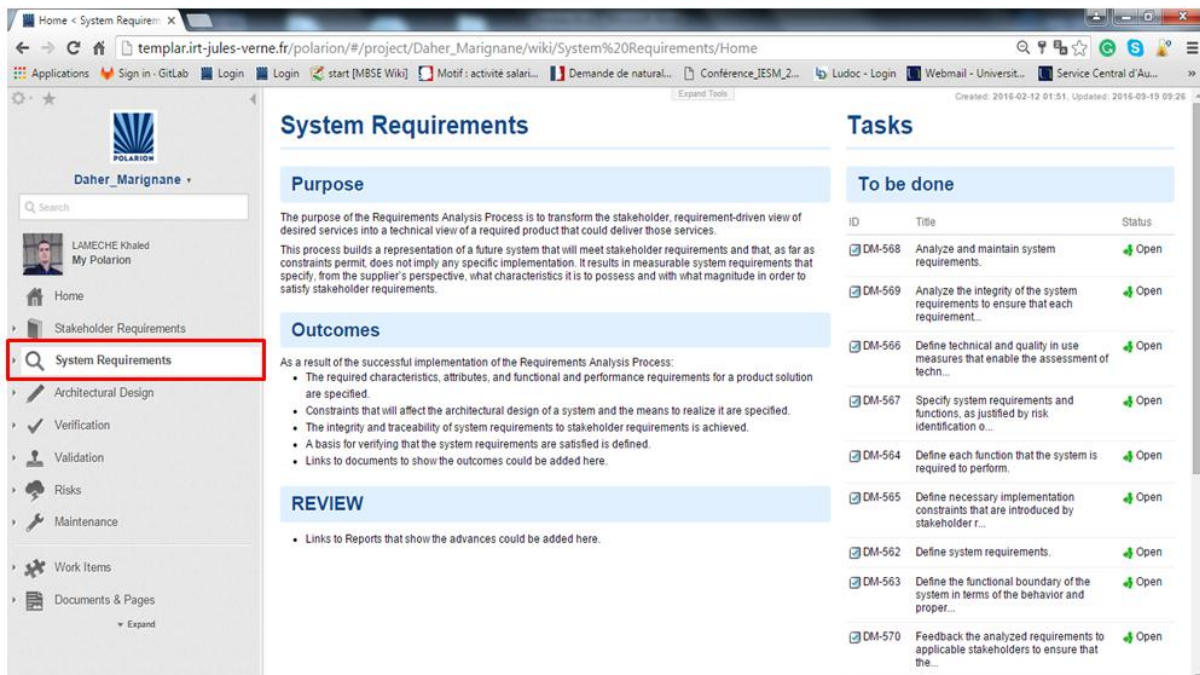 Home < System Requirem
templar.irt-jules-verne.fr/polarion/#/project/Daher_Marignane/wiki/System%20Requirements/Home
Applications Sign in · GitLab Login Login start [MBSE Wiki] Motif : activité salari... Demande de natural... Conférence_IESM_2... Ludoc - Login Webmail - Universit... Service Central d'Au... »
Expand Tools
Created: 2016-02-12 01:51, Updated: 2016-09-19 09:26
POLARION
Daher_Marignane
Search
LAMECHE Khaled
My Polarion
Home
Stakeholder Requirements
System Requirements
Architectural Design
Verification
Validation
Risks
Maintenance
Work Items
Documents & Pages
Expand
System Requirements
Purpose
The purpose of the Requirements Analysis Process is to transform the stakeholder, requirement-driven view of
desired services into a technical view of a required product that could deliver those services.
This process builds a representation of a future system that will meet stakeholder requirements and that, as far as
constraints permit, does not imply any specific implementation. It results in measurable system requirements that
specify, from the supplier's perspective, what characteristics it is to possess and with what magnitude in order to
satisfy stakeholder requirements.
Outcomes
As a result of the successful implementation of the Requirements Analysis Process:
• The required characteristics, attributes, and functional and performance requirements for a product solution
are specified.
• Constraints that will affect the architectural design of a system and the means to realize it are specified.
• The integrity and traceability of system requirements to stakeholder requirements is achieved.
• A basis for verifying that the system requirements are satisfied is defined.
• Links to documents to show the outcomes could be added here.
REVIEW
• Links to Reports that show the advances could be added here.
Tasks
To be done
ID Title Status
DM-568 Analyze and maintain system Open
requirements.
DM-569 Analyze the integrity of the system Open
requirements to ensure that each
requirement...
DM-566 Define technical and quality in use Open
measures that enable the assessment of
techn...
DM-567 Specify system requirements and Open
functions, as justified by risk
identification o...
DM-564 Define each function that the system is Open
required to perform.
DM-565 Define necessary implementation Open
constraints that are introduced by
stakeholder r...
DM-562 Define system requirements. Open
DM-563 Define the functional boundary of the Open
system in terms of the behavior and
proper...
DM-570 Feedback the analyzed requirements to Open
applicable stakeholders to ensure that
the...